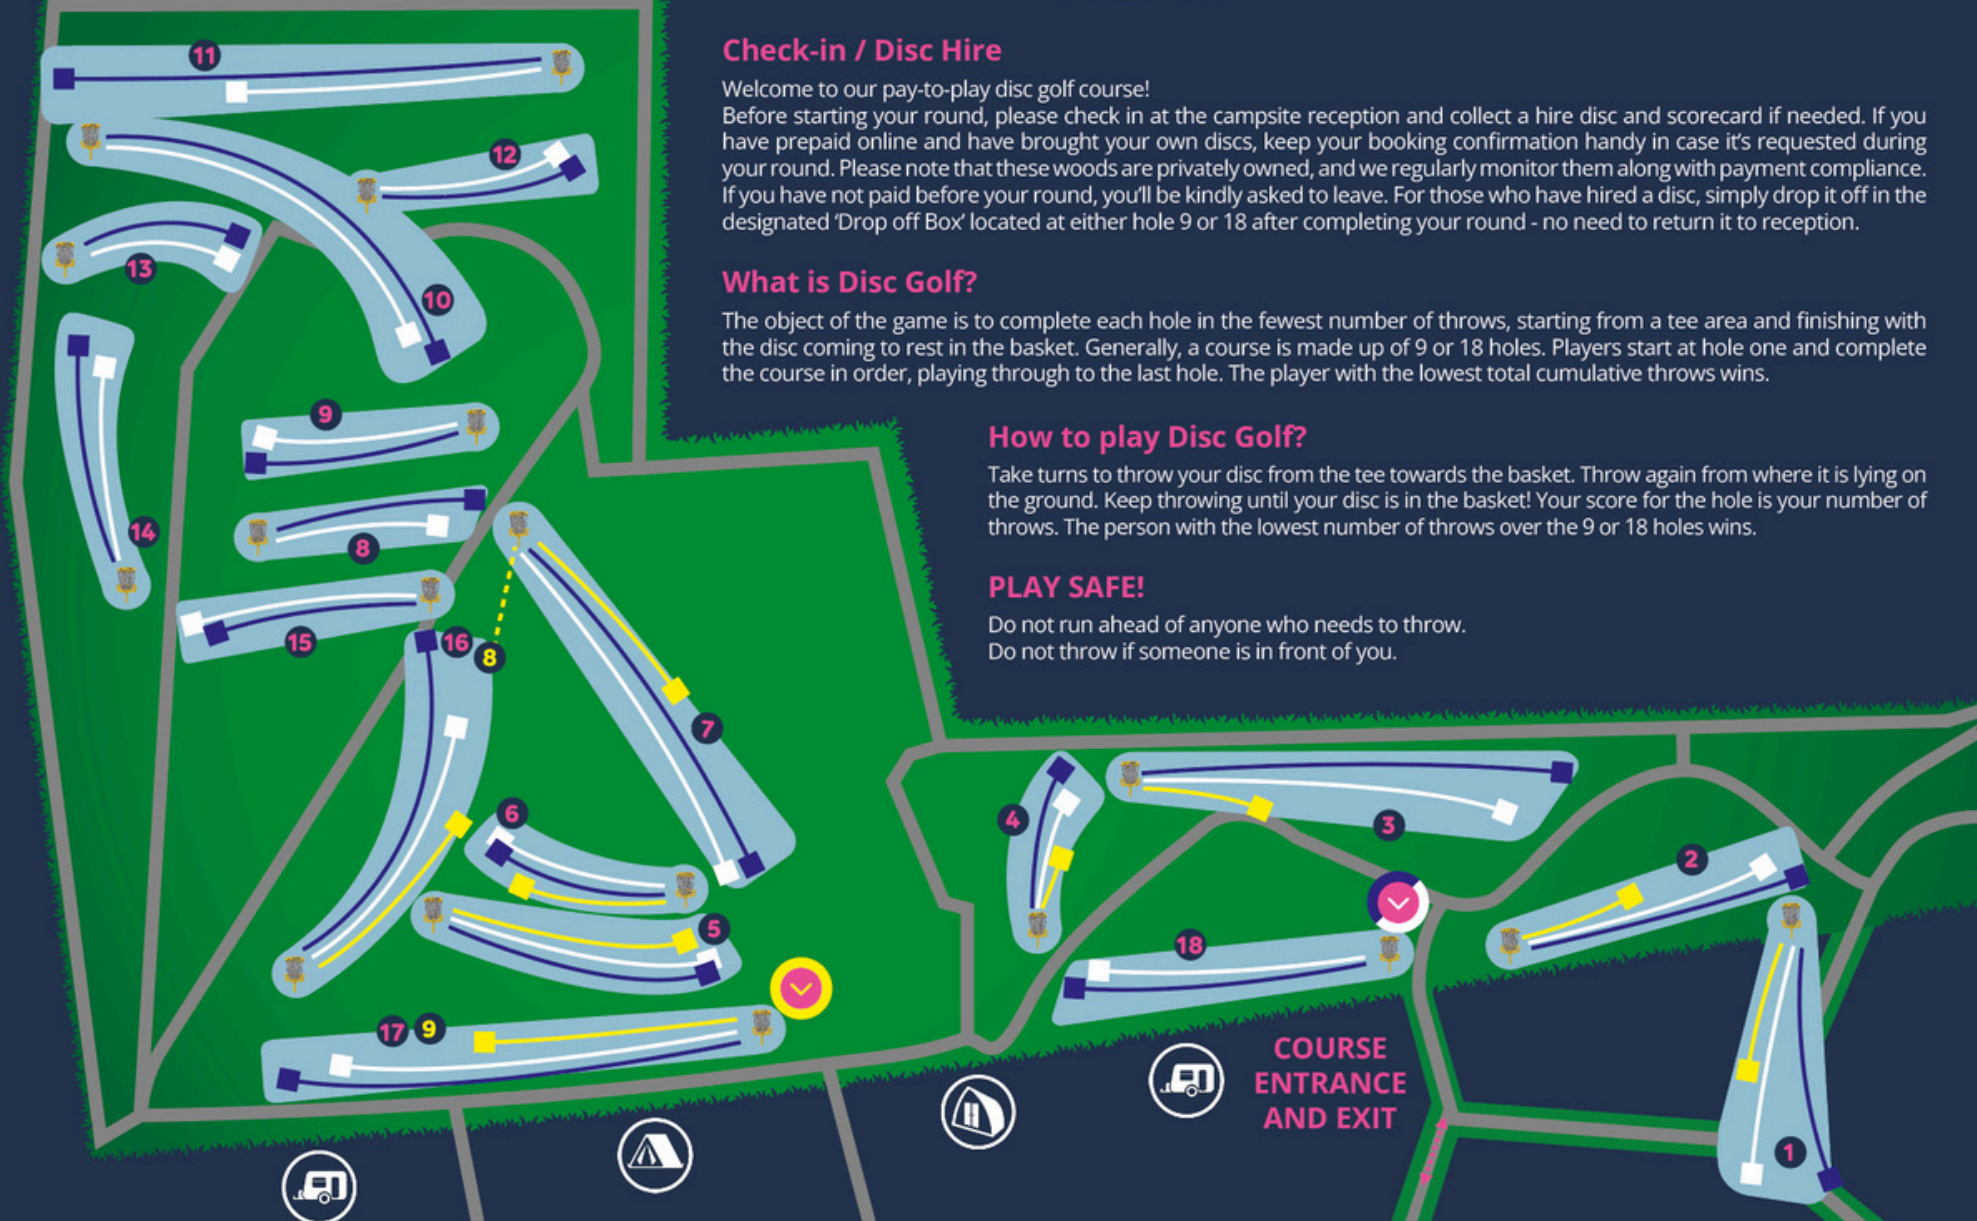 Check-in / Disc Hire
Welcome to our pay-to-play disc golf course!
Before starting your round, please check in at the campsite reception and collect a hire disc and scorecard if needed. If you
have prepaid online and have brought your own discs, keep your booking confirmation handy in case it's requested during
your round. Please note that these woods are privately owned, and we regularly monitor them along with payment compliance.
If you have not paid before your round, you'll be kindly asked to leave. For those who have hired a disc, simply drop it off in the
designated 'Drop off Box' located at either hole 9 or 18 after completing your round - no need to return it to reception.
What is Disc Golf?
The object of the game is to complete each hole in the fewest number of throws, starting from a tee area and finishing with
the disc coming to rest in the basket. Generally, a course is made up of 9 or 18 holes. Players start at hole one and complete
the course in order, playing through to the last hole. The player with the lowest total cumulative throws wins.
How to play Disc Golf?
Take turns to throw your disc from the tee towards the basket. Throw again from where it is lying on
the ground. Keep throwing until your disc is in the basket! Your score for the hole is your number of
throws. The person with the lowest number of throws over the 9 or 18 holes wins.
PLAY SAFE!
Do not run ahead of anyone who needs to throw.
Do not throw if someone is in front of you.
11
12
13
10
9
14
8
15
16
8
7
6
4
3
2
5
18
17
9
COURSE
ENTRANCE
AND EXIT
1